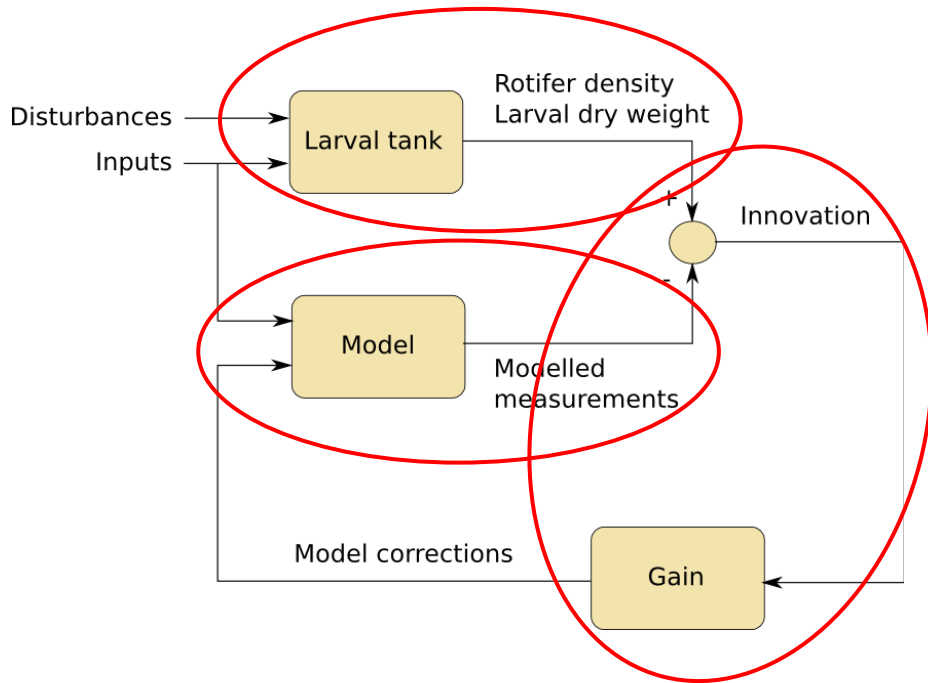 Rotifer density
Larval dry weight
Disturbances
Larval tank
Inputs
+
Innovation
-
Model
Modelled
measurements
Model corrections
Gain